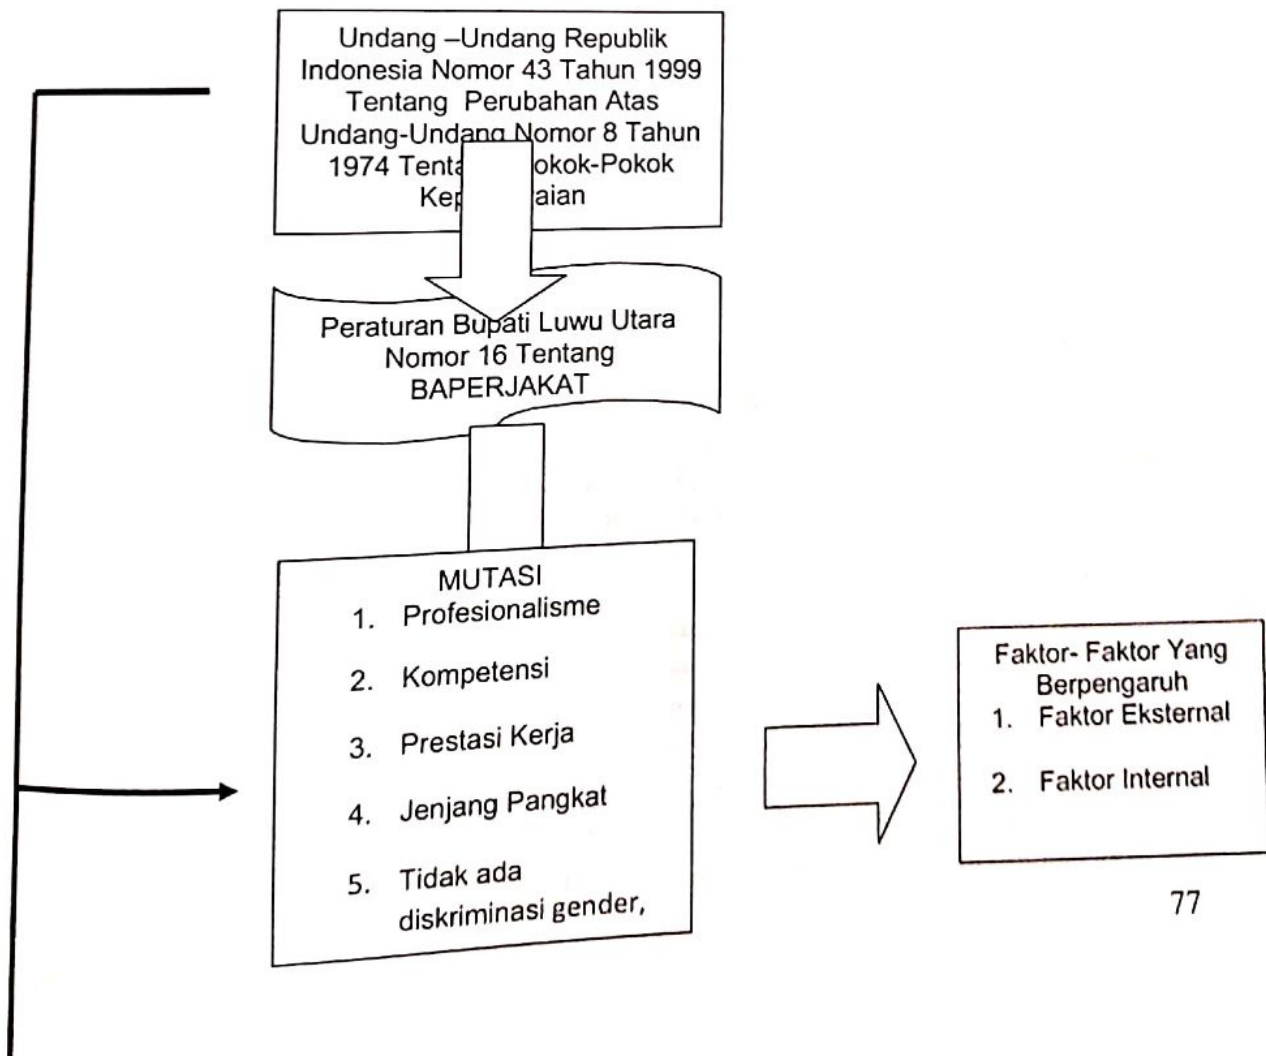 Undang –Undang Republik
Indonesia Nomor 43 Tahun 1999
Tentang Perubahan Atas
Undang-Undang Nomor 8 Tahun
1974 Tenta okok-Pokok
Kep aian
Peraturan Bupati Luwu Utara
Nomor 16 Tentang
BAPERJAKAT
MUTASI
1. Profesionalisme
2. Kompetensi
3. Prestasi Kerja
4. Jenjang Pangkat
5. Tidak ada
diskriminasi gender,
Faktor- Faktor Yang
Berpengaruh
1. Faktor Eksternal
2. Faktor Internal
77